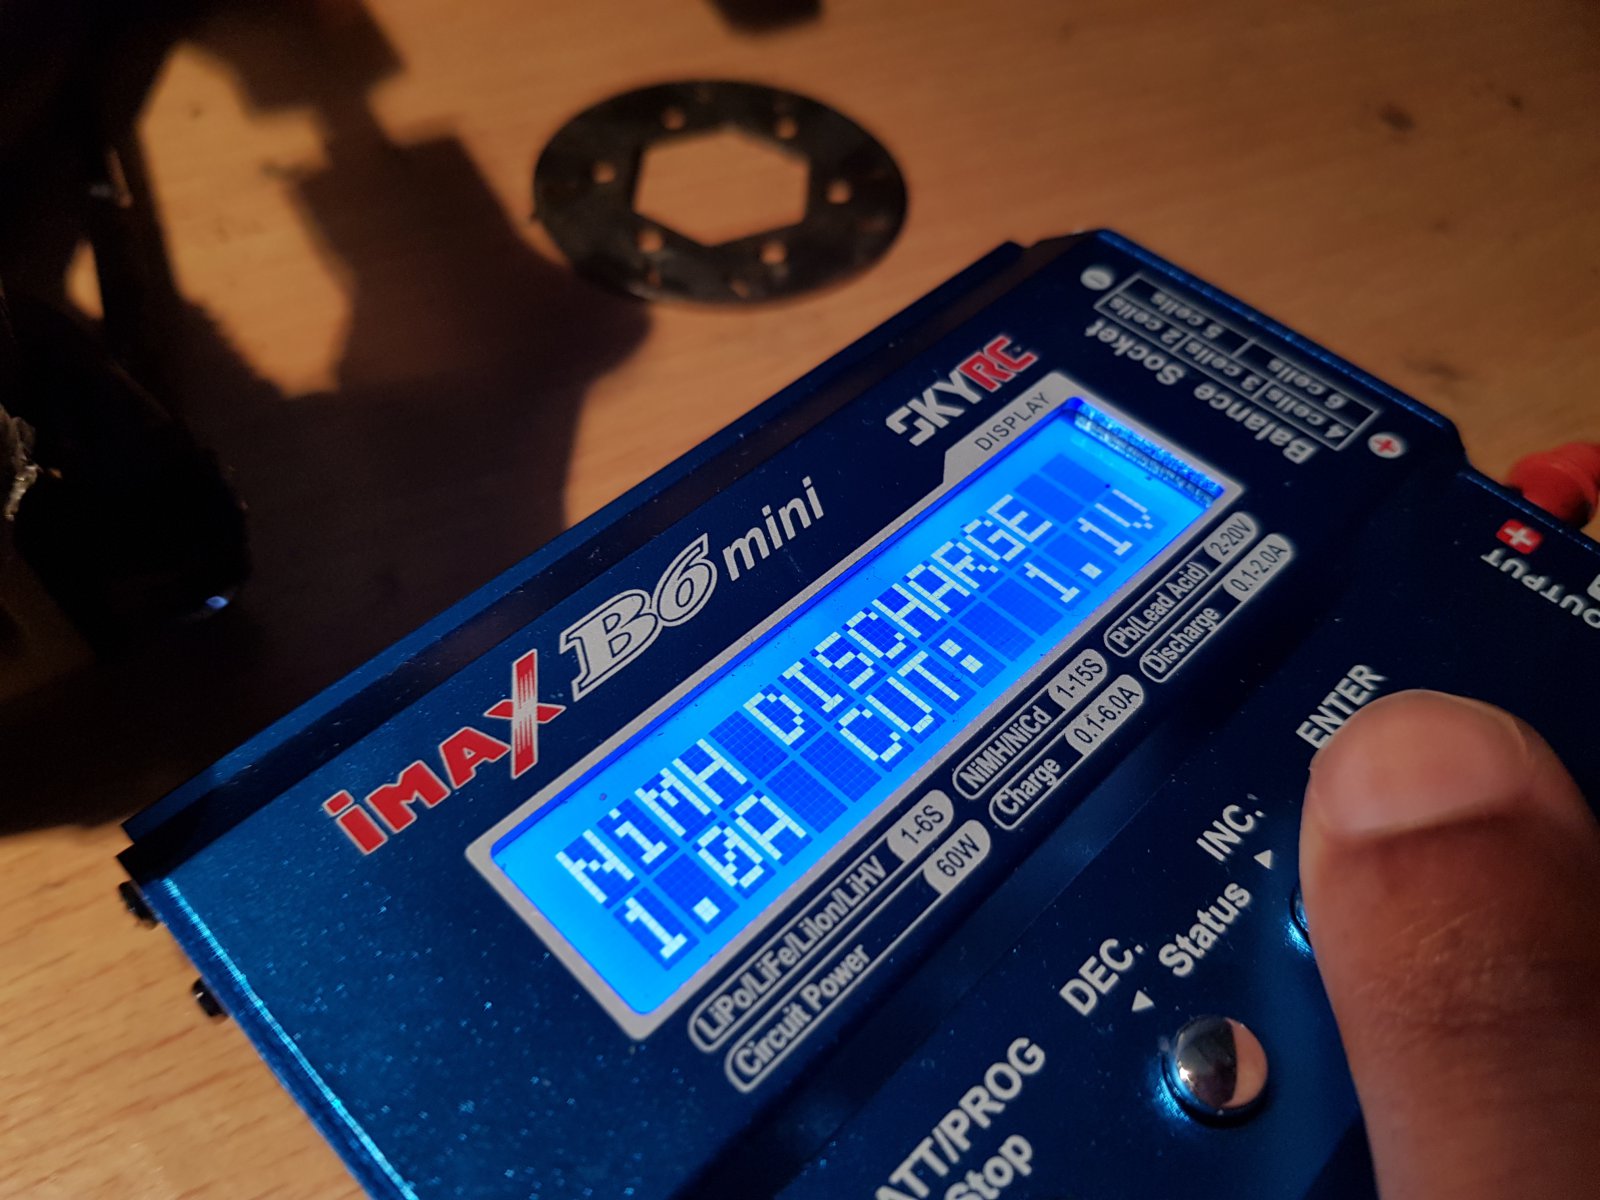 SKYRC
iMAX B6 mini
DISPLAY
NiMH DISCHARGE
1.0A CUT: 1.1V
LiPo/LiFe/LiIon/LiHV 1-6S
NiMH/NiCd 1-15S
Pb(Lead Acid) 2-20V
Circuit Power 60W
Charge 0.1-6.0A
Discharge 0.1-2.0A
Balance Socket
4 cells 3 cells 2 cells
6 cells 5 cells
OUTPUT
ATT/PROG
Stop
DEC.
Status
INC.
ENTER